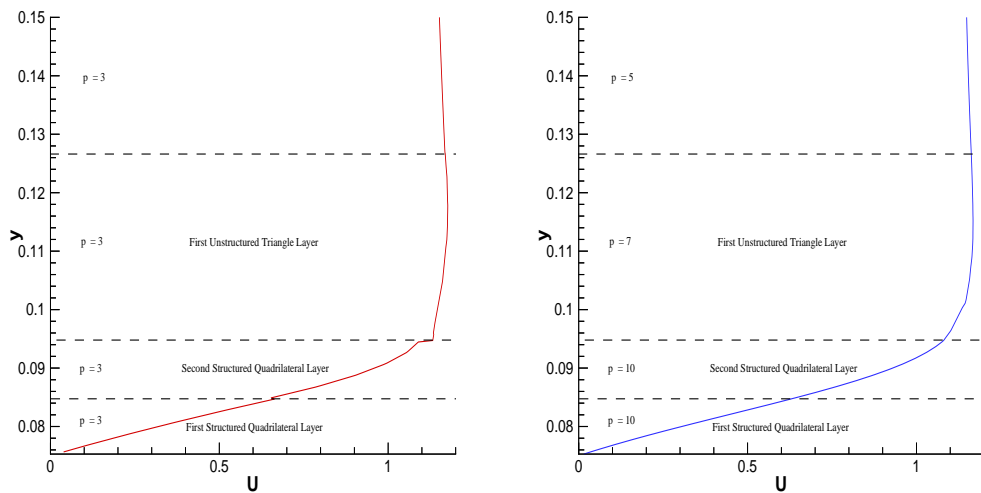 0.15
p = 3
0.14
0.13
0.12
y
p = 3
First Unstructured Triangle Layer
0.11
0.1
0.09
p = 3
Second Structured Quadrilateral Layer
0.08
p = 3
First Structured Quadrilateral Layer
0
0.5
1
U
0.15
p = 5
0.14
0.13
0.12
y
p = 7
First Unstructured Triangle Layer
0.11
0.1
0.09
p = 10
Second Structured Quadrilateral Layer
0.08
p = 10
First Structured Quadrilateral Layer
0
0.5
1
U